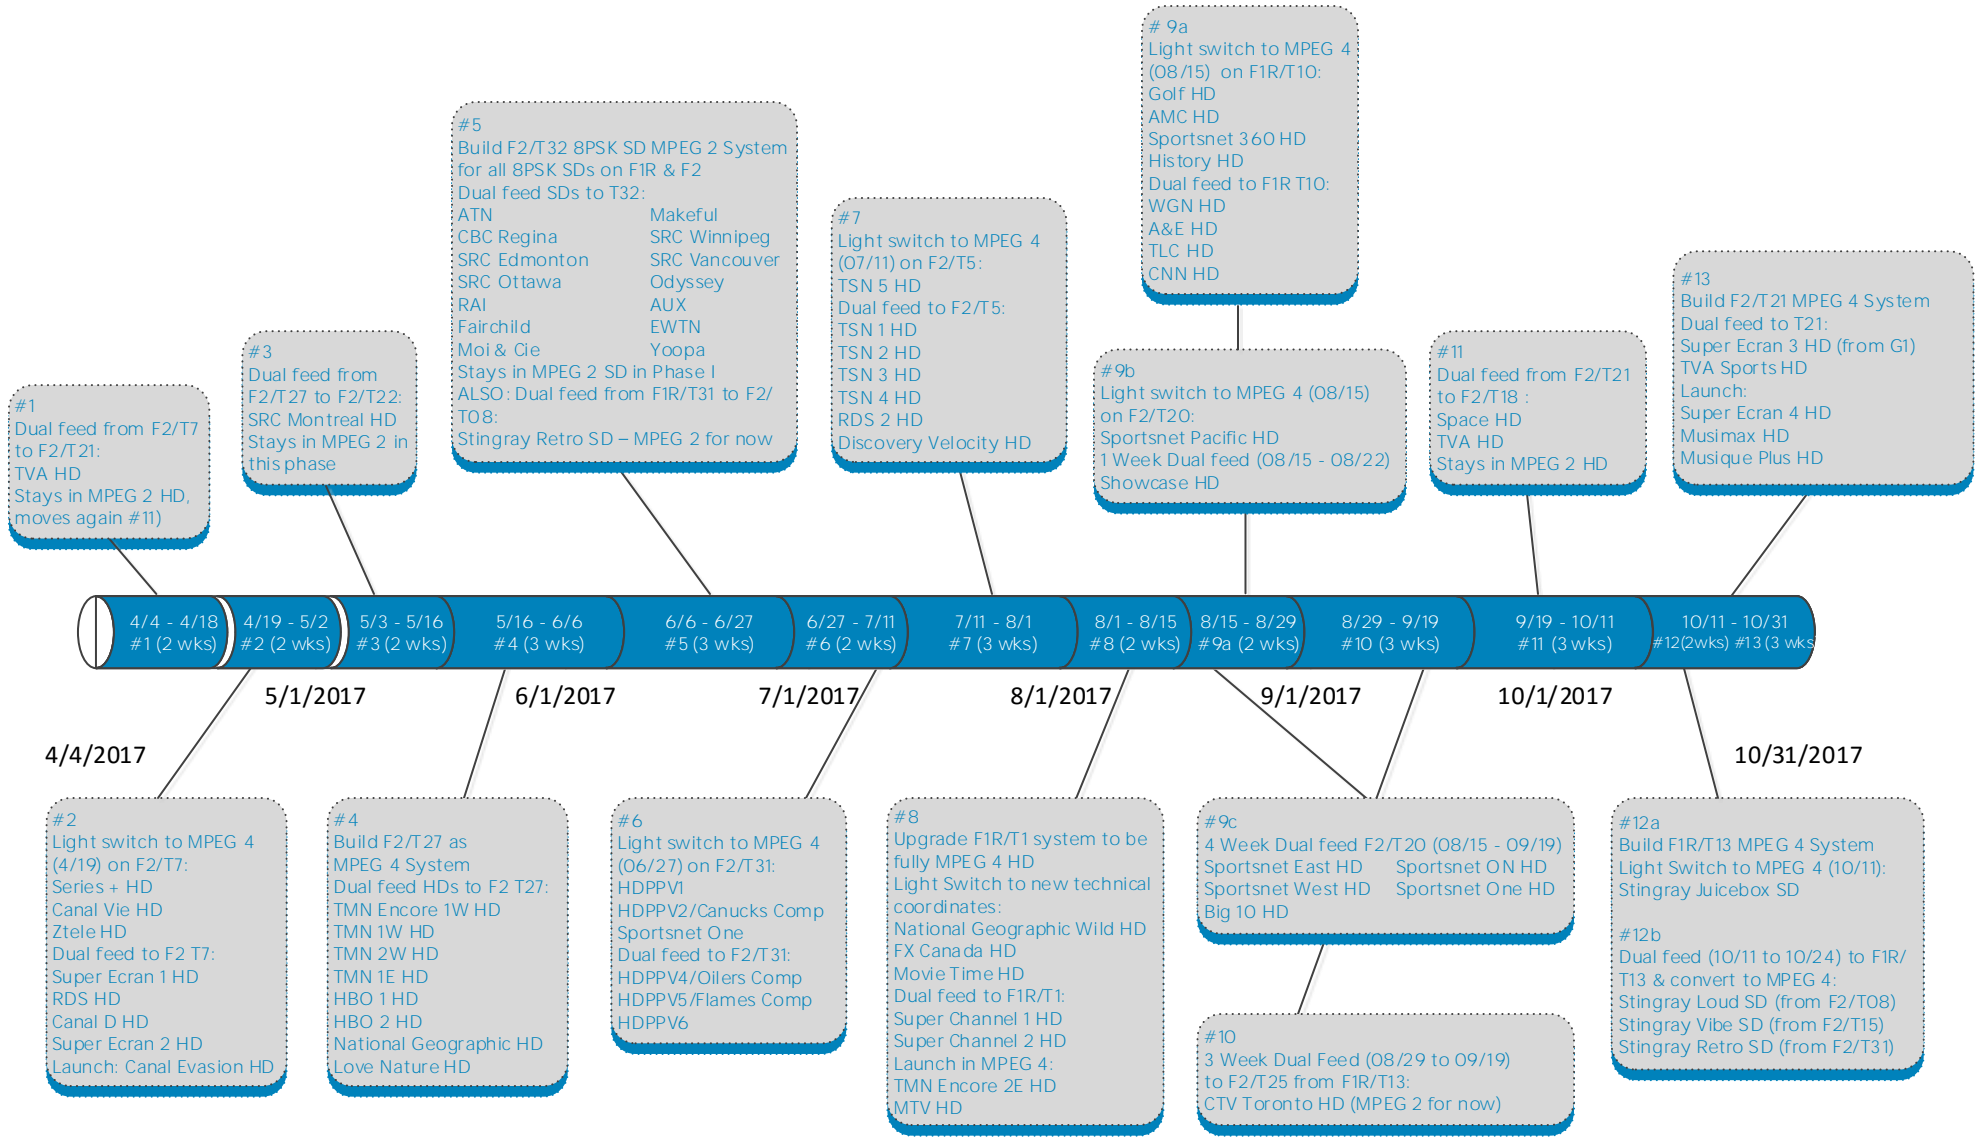 #1
Dual feed from F2/T7
to F2/T21:
TVA HD
Stays in MPEG 2 HD,
moves again #11)
#3
Dual feed from
F2/T27 to F2/T22:
SRC Montreal HD
Stays in MPEG 2 in
this phase
#5
Build F2/T32 8PSK SD MPEG 2 System
for all 8PSK SDs on F1R & F2
Dual feed SDs to T32:
ATN Makeful
CBC Regina SRC Winnipeg
SRC Edmonton SRC Vancouver
SRC Ottawa Odyssey
RAI AUX
Fairchild EWTN
Moi & Cie Yoopa
Stays in MPEG 2 SD in Phase I
ALSO: Dual feed from F1R/T31 to F2/
T08:
Stingray Retro SD – MPEG 2 for now
#7
Light switch to MPEG 4
(07/11) on F2/T5:
TSN 5 HD
Dual feed to F2/T5:
TSN 1 HD
TSN 2 HD
TSN 3 HD
TSN 4 HD
RDS 2 HD
Discovery Velocity HD
# 9a
Light switch to MPEG 4
(08/15) on F1R/T10:
Golf HD
AMC HD
Sportsnet 360 HD
History HD
Dual feed to F1R T10:
WGN HD
A&E HD
TLC HD
CNN HD
#9b
Light switch to MPEG 4 (08/15)
on F2/T20:
Sportsnet Pacific HD
1 Week Dual feed (08/15 - 08/22)
Showcase HD
#11
Dual feed from F2/T21
to F2/T18 :
Space HD
TVA HD
Stays in MPEG 2 HD
#13
Build F2/T21 MPEG 4 System
Dual feed to T21:
Super Ecran 3 HD (from G1)
TVA Sports HD
Launch:
Super Ecran 4 HD
Musimax HD
Musique Plus HD
4/4 - 4/18
#1 (2 wks)
4/19 - 5/2
#2 (2 wks)
5/3 - 5/16
#3 (2 wks)
5/16 - 6/6
#4 (3 wks)
6/6 - 6/27
#5 (3 wks)
6/27 - 7/11
#6 (2 wks)
7/11 - 8/1
#7 (3 wks)
8/1 - 8/15
#8 (2 wks)
8/15 - 8/29
#9a (2 wks)
8/29 - 9/19
#10 (3 wks)
9/19 - 10/11
#11 (3 wks)
10/11 - 10/31
#12(2wks) #13 (3 wks
4/4/2017
5/1/2017
6/1/2017
7/1/2017
8/1/2017
9/1/2017
10/1/2017
10/31/2017
#2
Light switch to MPEG 4
(4/19) on F2/T7:
Series + HD
Canal Vie HD
Ztele HD
Dual feed to F2 T7:
Super Ecran 1 HD
RDS HD
Canal D HD
Super Ecran 2 HD
Launch: Canal Evasion HD
#4
Build F2/T27 as
MPEG 4 System
Dual feed HDs to F2 T27:
TMN Encore 1W HD
TMN 1W HD
TMN 2W HD
TMN 1E HD
HBO 1 HD
HBO 2 HD
National Geographic HD
Love Nature HD
#6
Light switch to MPEG 4
(06/27) on F2/T31:
HDPPV1
HDPPV2/Canucks Comp
Sportsnet One
Dual feed to F2/T31:
HDPPV4/Oilers Comp
HDPPV5/Flames Comp
HDPPV6
#8
Upgrade F1R/T1 system to be
fully MPEG 4 HD
Light Switch to new technical
coordinates:
National Geographic Wild HD
FX Canada HD
Movie Time HD
Dual feed to F1R/T1:
Super Channel 1 HD
Super Channel 2 HD
Launch in MPEG 4:
TMN Encore 2E HD
MTV HD
#9c
4 Week Dual feed F2/T20 (08/15 - 09/19)
Sportsnet East HD Sportsnet ON HD
Sportsnet West HD Sportsnet One HD
Big 10 HD
#10
3 Week Dual Feed (08/29 to 09/19)
to F2/T25 from F1R/T13:
CTV Toronto HD (MPEG 2 for now)
#12a
Build F1R/T13 MPEG 4 System
Light Switch to MPEG 4 (10/11):
Stingray Juicebox SD
#12b
Dual feed (10/11 to 10/24) to F1R/
T13 & convert to MPEG 4:
Stingray Loud SD (from F2/T08)
Stingray Vibe SD (from F2/T15)
Stingray Retro SD (from F2/T31)